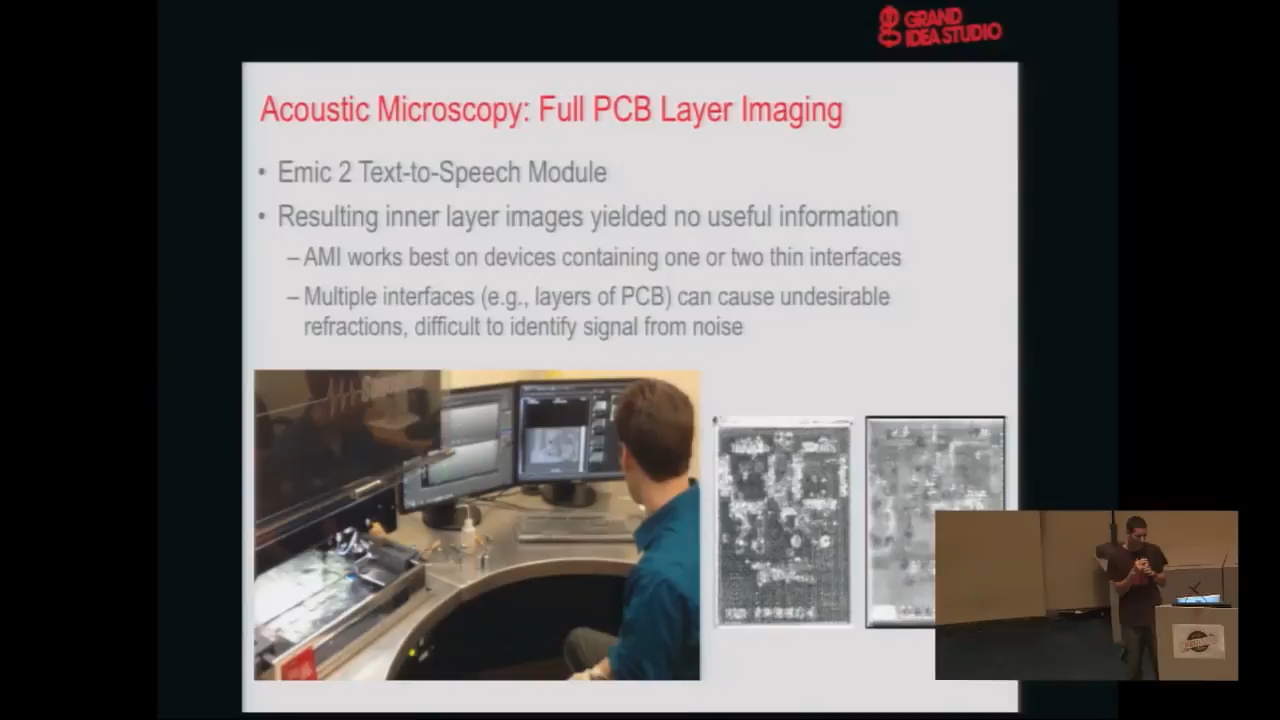 GRAND
IDEA STUDIO
Acoustic Microscopy: Full PCB Layer Imaging
• Emic 2 Text-to-Speech Module
• Resulting inner layer images yielded no useful information
– AMI works best on devices containing one or two thin interfaces
– Multiple interfaces (e.g., layers of PCB) can cause undesirable
refractions, difficult to identify signal from noise